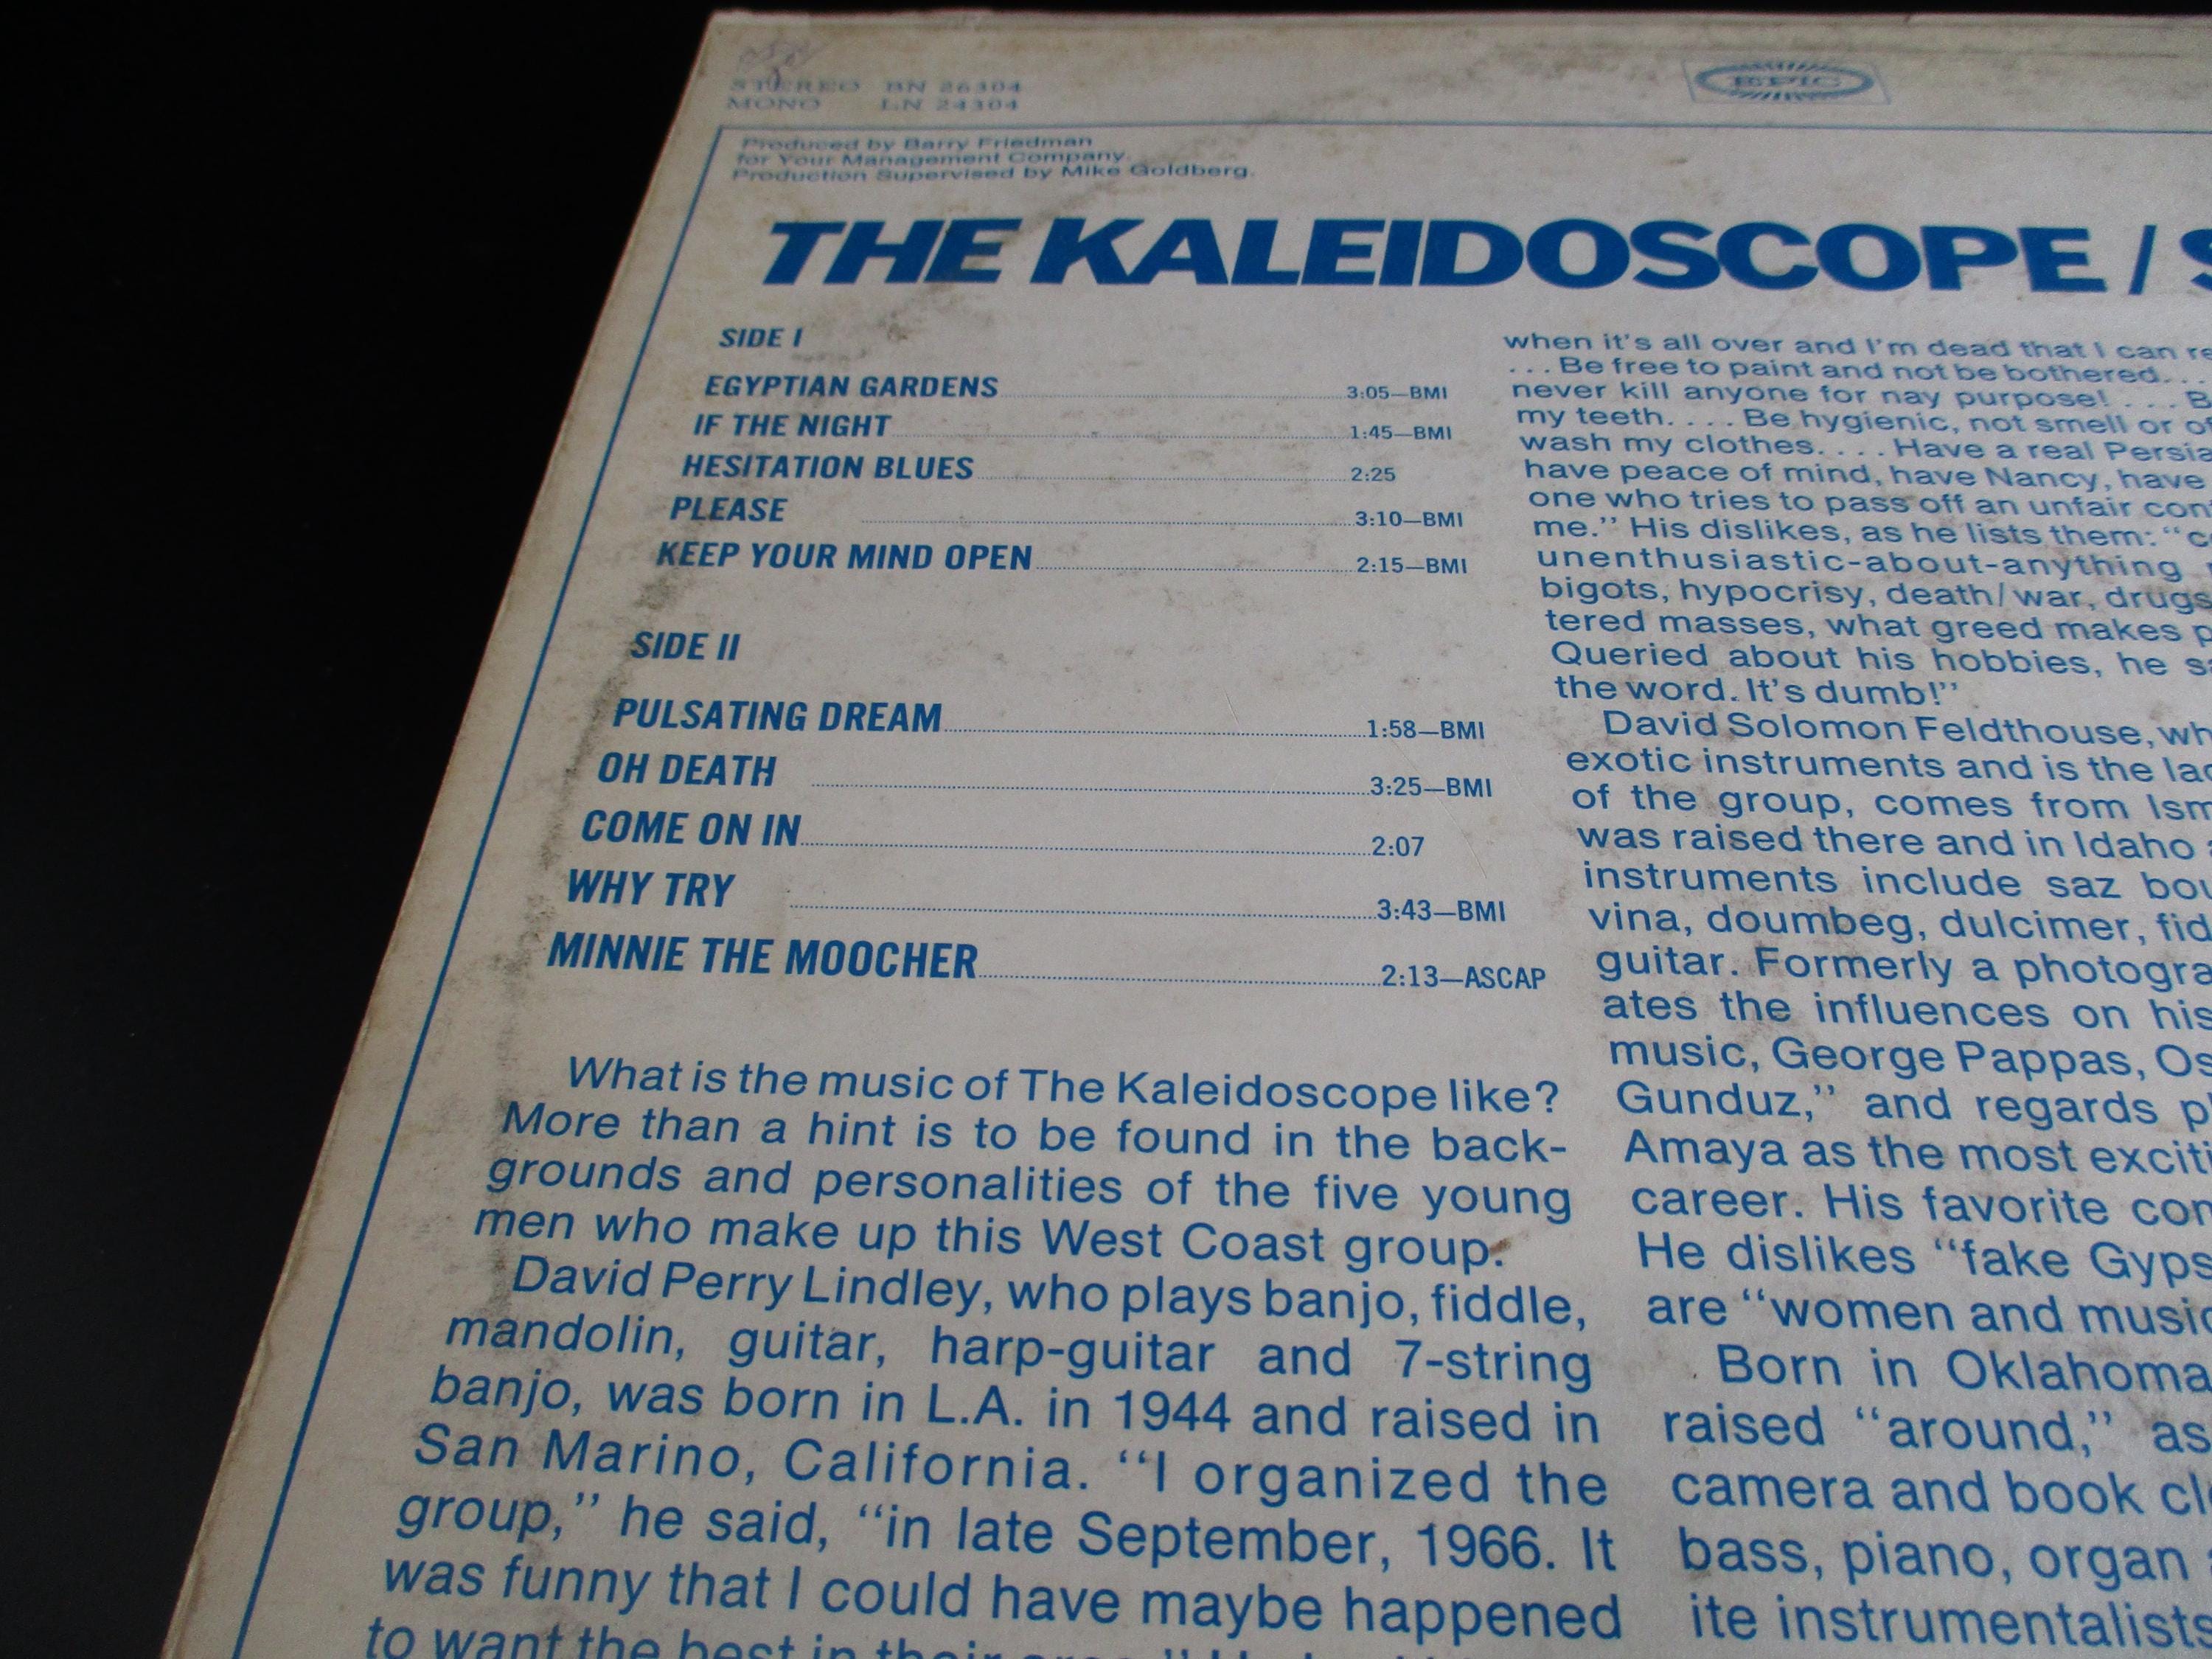 STEREO BN 26304
MONO LN 24304
EPIC
Produced by Barry Friedman
for Your Management Company.
Production Supervised by Mike Goldberg.
THE KALEIDOSCOPE /
SIDE I
EGYPTIAN GARDENS 3:05—BMI
IF THE NIGHT 1:45—BMI
HESITATION BLUES 2:25
PLEASE 3:10—BMI
KEEP YOUR MIND OPEN 2:15—BMI
SIDE II
PULSATING DREAM 1:58—BMI
OH DEATH 3:25—BMI
COME ON IN 2:07
WHY TRY 3:43—BMI
MINNIE THE MOOCHER 2:13—ASCAP
What is the music of The Kaleidoscope like?
More than a hint is to be found in the back-
grounds and personalities of the five young
men who make up this West Coast group.
David Perry Lindley, who plays banjo, fiddle,
mandolin, guitar, harp-guitar and 7-string
banjo, was born in L.A. in 1944 and raised in
San Marino, California. “I organized the
group,” he said, “in late September, 1966. It
was funny that I could have maybe happened
to want the best in their
when it's all over and I'm dead that I can
...Be free to paint and not be bothered...
never kill anyone for nay purpose! ....
my teeth.... Be hygienic, not smell or
wash my clothes.... Have a real
have peace of mind, have Nancy, have
one who tries to pass off an unfair
me.” His dislikes, as he lists them: “
unenthusiastic-about-anything
bigots, hypocrisy, death/war, drugs
tered masses, what greed makes
Queried about his hobbies, he
the word. It's dumb!”
David Solomon Feldthouse,
exotic instruments and is the
of the group, comes from
was raised there and in Idaho
instruments include saz
vina, doumbeg, dulcimer,
guitar. Formerly a
ates the influences on his
music, George Pappas,
Gunduz,” and regards
Amaya as the most
career. His favorite
He dislikes “fake
are “women and
Born in Oklahoma
raised “around,” as
camera and book
bass, piano, organ
ite instrumentalists